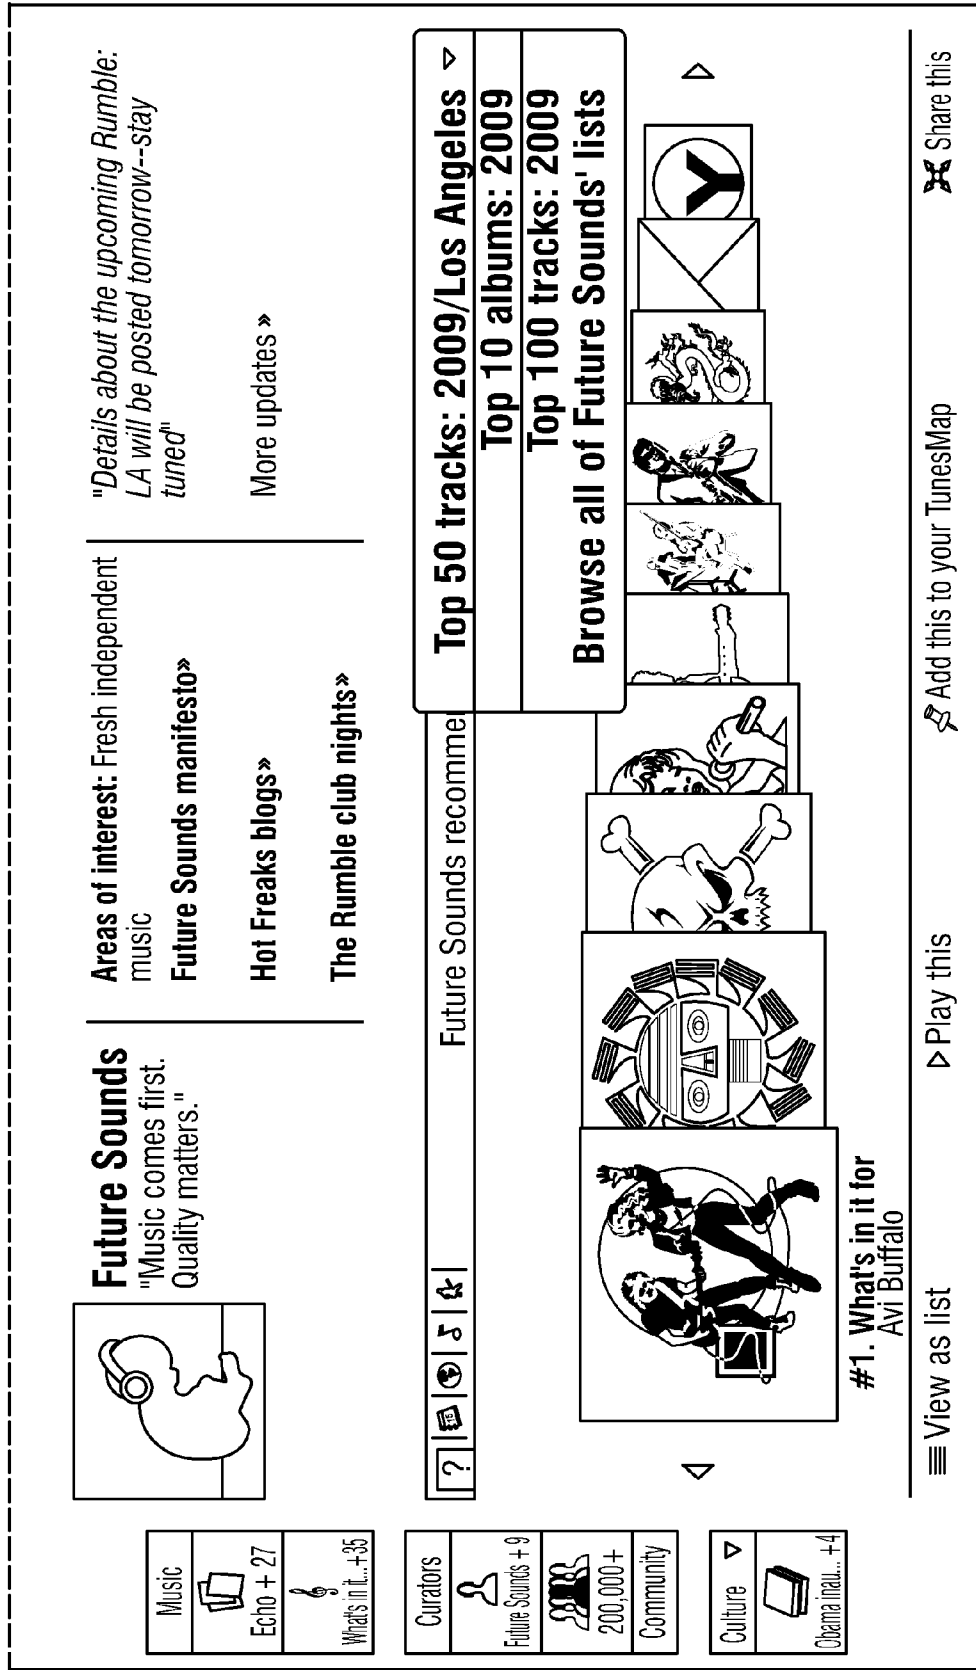 Music
Echo + 27
What's in it...+35
Curators
Future Sounds + 9
200,000+
Community
Culture
Obama inau... +4
Future Sounds
"Music comes first.
Quality matters."
Areas of interest: Fresh independent
music
Future Sounds manifesto»
Hot Freaks blogs»
The Rumble club nights»
"Details about the upcoming Rumble:
LA will be posted tomorrow--stay
tuned"
More updates »
?
15
Future Sounds recomme
Top 50 tracks: 2009/Los Angeles
Top 10 albums: 2009
Top 100 tracks: 2009
Browse all of Future Sounds' lists
Y
#1. What's in it for
Avi Buffalo
View as list
Play this
Add this to your TunesMap
Share this